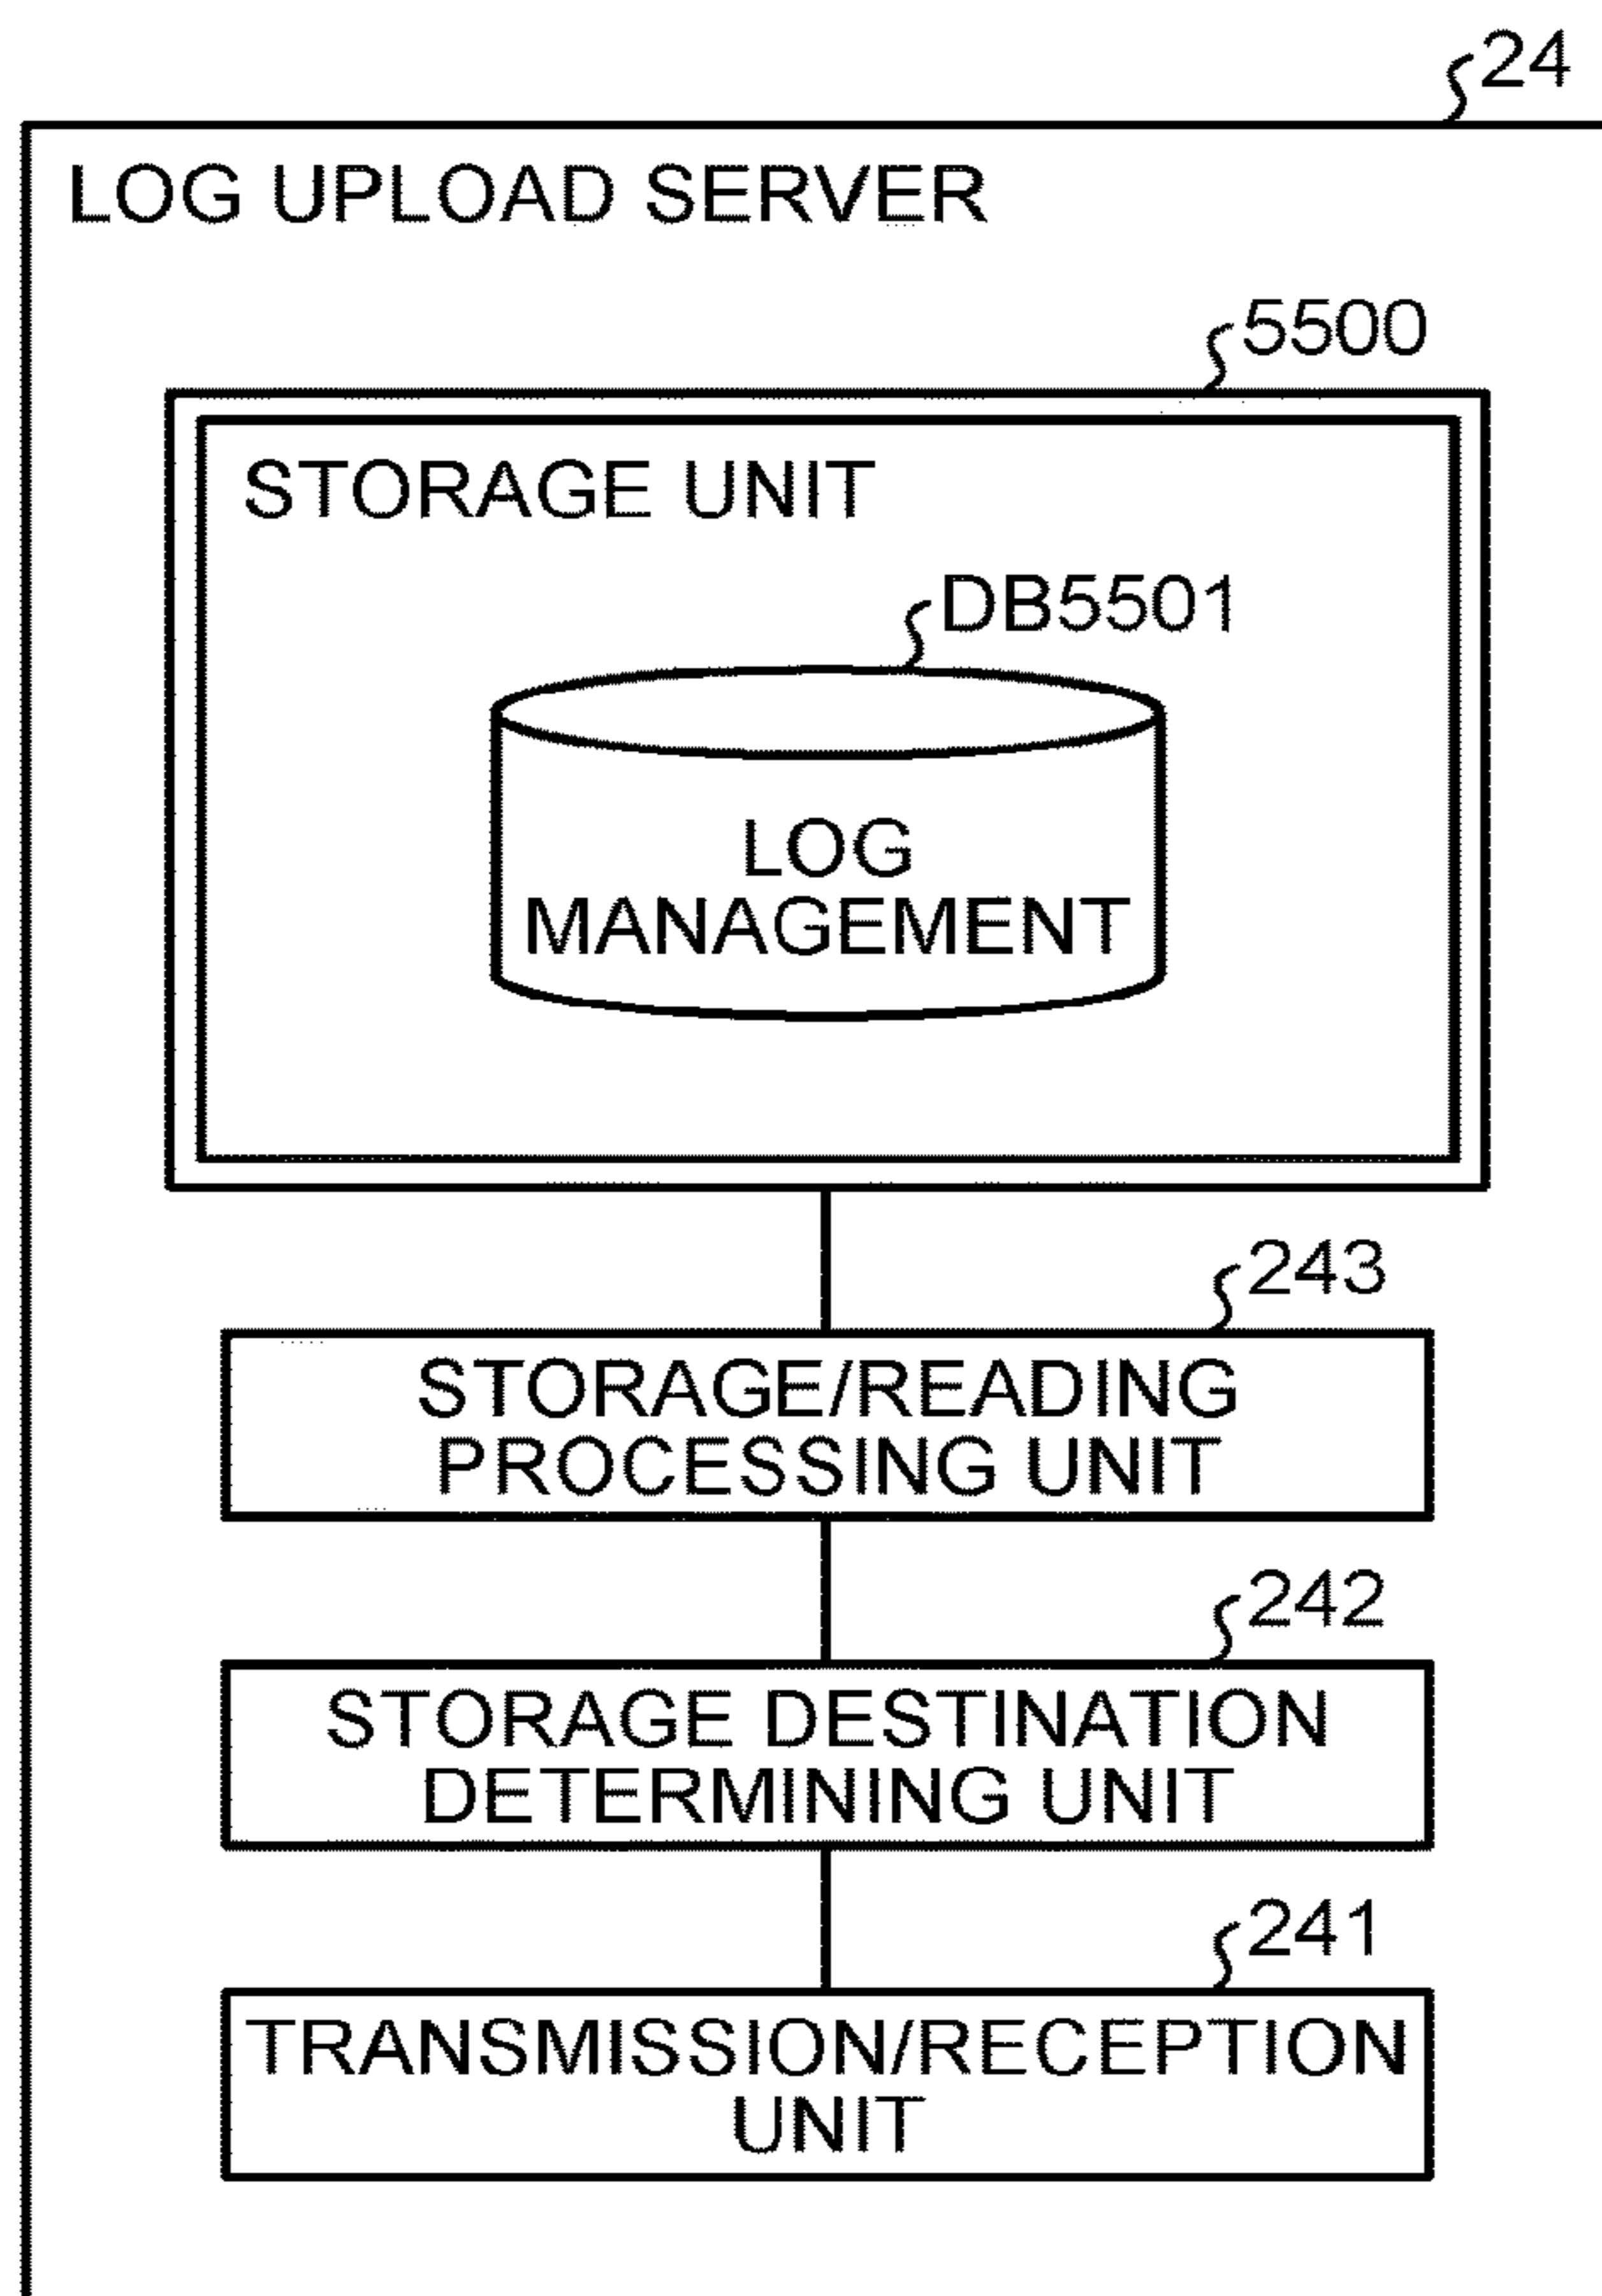 24
LOG UPLOAD SERVER
5500
STORAGE UNIT
DB5501
LOG
MANAGEMENT
243
STORAGE/READING
PROCESSING UNIT
242
STORAGE DESTINATION
DETERMINING UNIT
241
TRANSMISSION/RECEPTION
UNIT